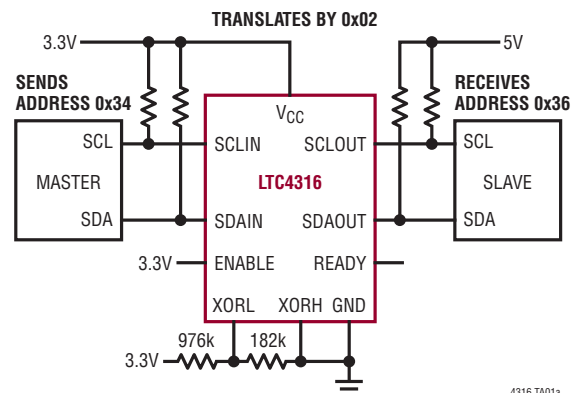 TRANSLATES BY 0x02
3.3V
5V
SENDS
ADDRESS 0x34
RECEIVES
ADDRESS 0x36
VCC
SCL
SCLIN
SCLOUT
SCL
MASTER
LTC4316
SLAVE
SDA
SDAIN
SDAOUT
SDA
3.3V
ENABLE
READY
XORL
XORH
GND
976k
182k
3.3V
4316 TA01a